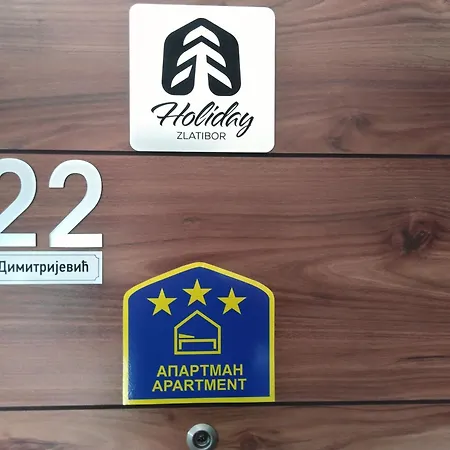 Holiday
ZLATIBOR
22
Димитријевић
АПАРТМАН
APARTMENT